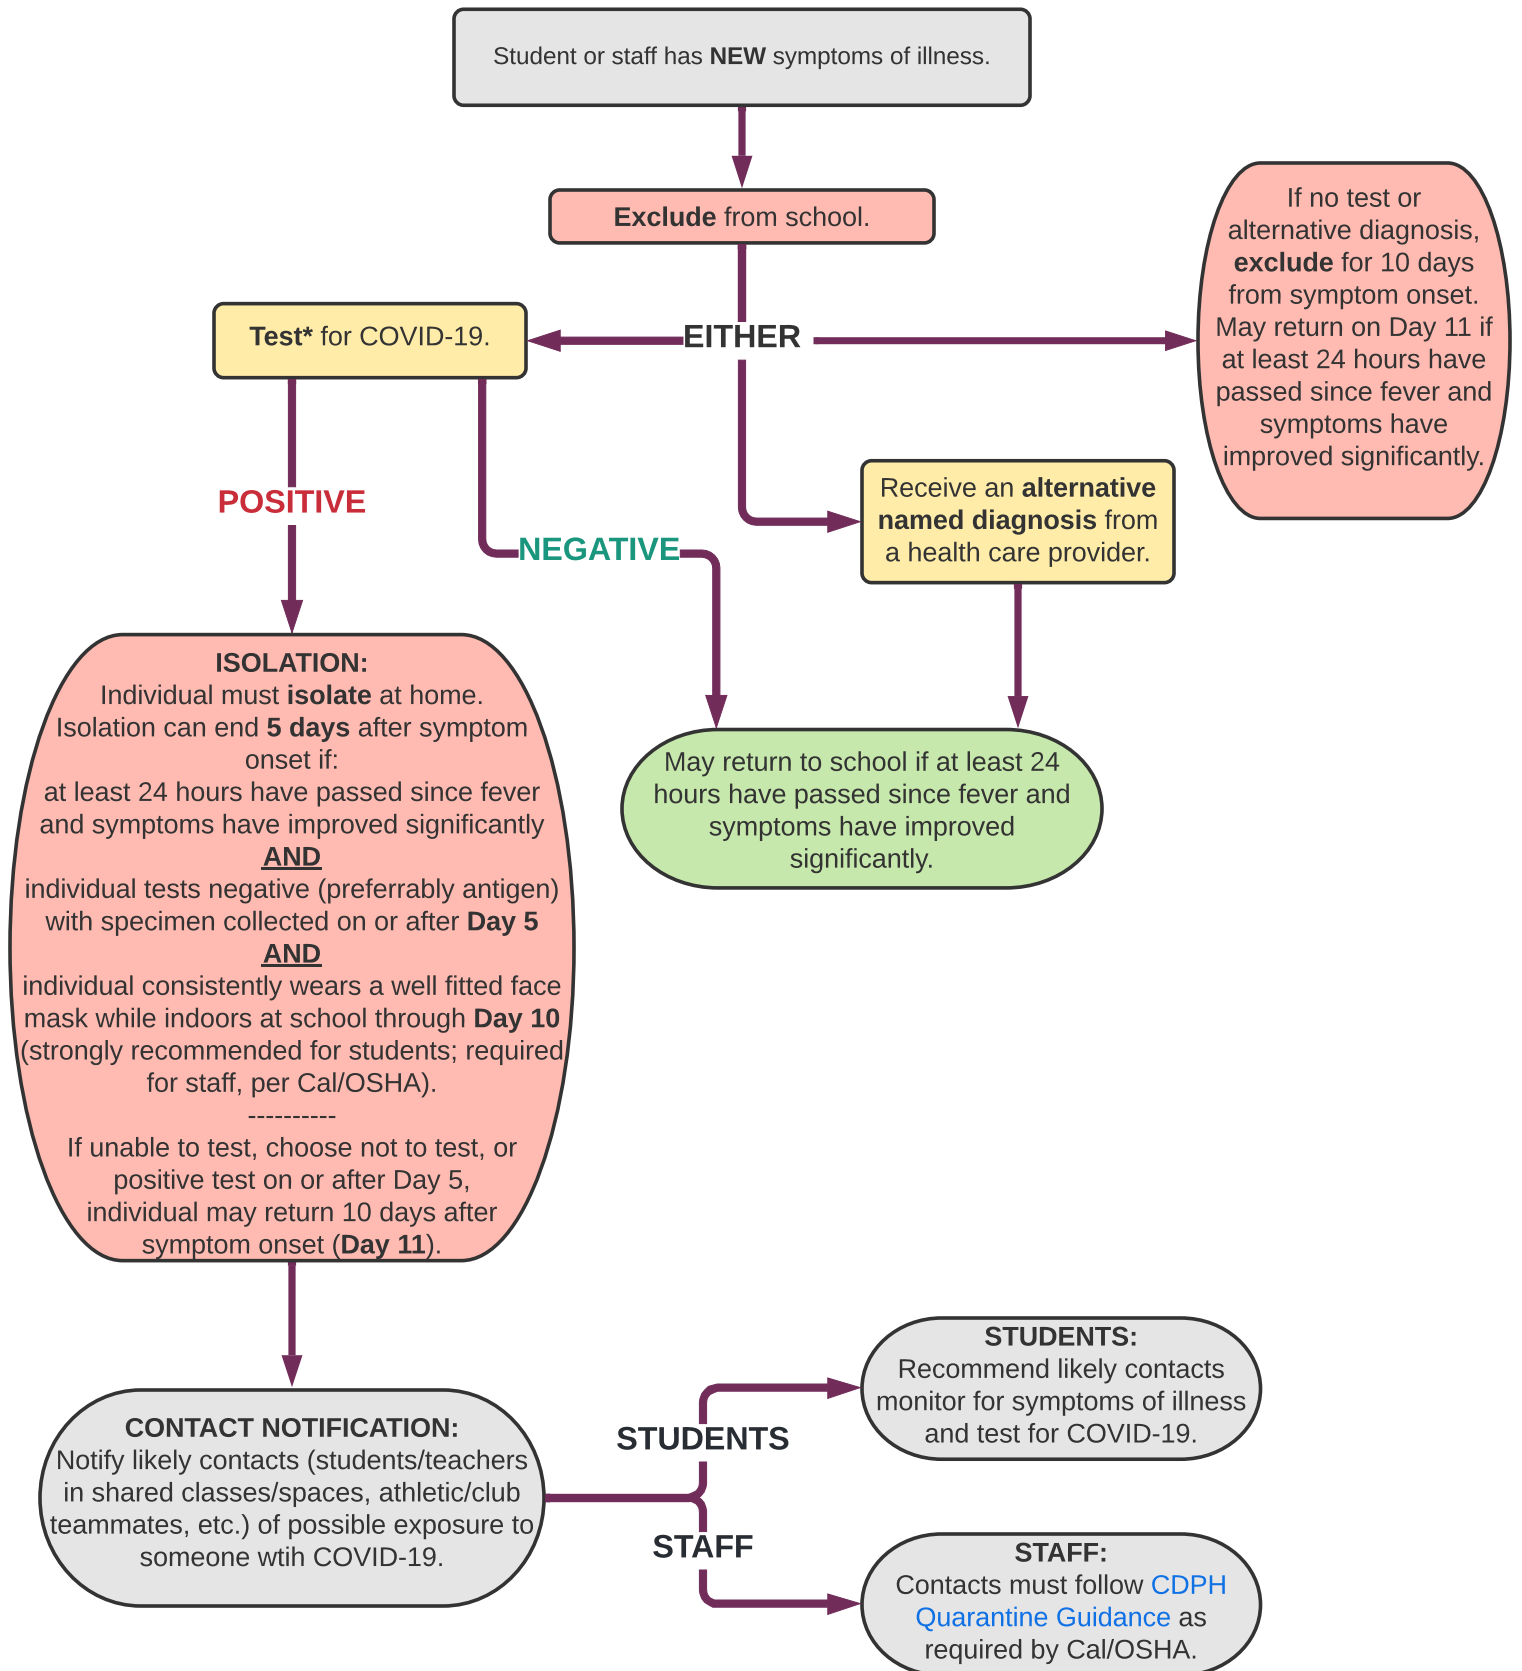 Student or staff has NEW symptoms of illness.
Exclude from school.
If no test or
alternative diagnosis,
exclude for 10 days
from symptom onset.
May return on Day 11 if
at least 24 hours have
passed since fever and
symptoms have
improved significantly.
EITHER
Test* for COVID-19.
Receive an alternative
named diagnosis from
a health care provider.
POSITIVE
NEGATIVE
ISOLATION:
Individual must isolate at home.
Isolation can end 5 days after symptom
onset if:
at least 24 hours have passed since fever
and symptoms have improved significantly
AND
individual tests negative (preferrably antigen)
with specimen collected on or after Day 5
AND
individual consistently wears a well fitted face
mask while indoors at school through Day 10
(strongly recommended for students; required
for staff, per Cal/OSHA).
----------
If unable to test, choose not to test, or
positive test on or after Day 5,
individual may return 10 days after
symptom onset (Day 11).
May return to school if at least 24
hours have passed since fever and
symptoms have improved
significantly.
CONTACT NOTIFICATION:
Notify likely contacts (students/teachers
in shared classes/spaces, athletic/club
teammates, etc.) of possible exposure to
someone wtih COVID-19.
STUDENTS
STUDENTS:
Recommend likely contacts
monitor for symptoms of illness
and test for COVID-19.
STAFF
STAFF:
Contacts must follow CDPH
Quarantine Guidance as
required by Cal/OSHA.